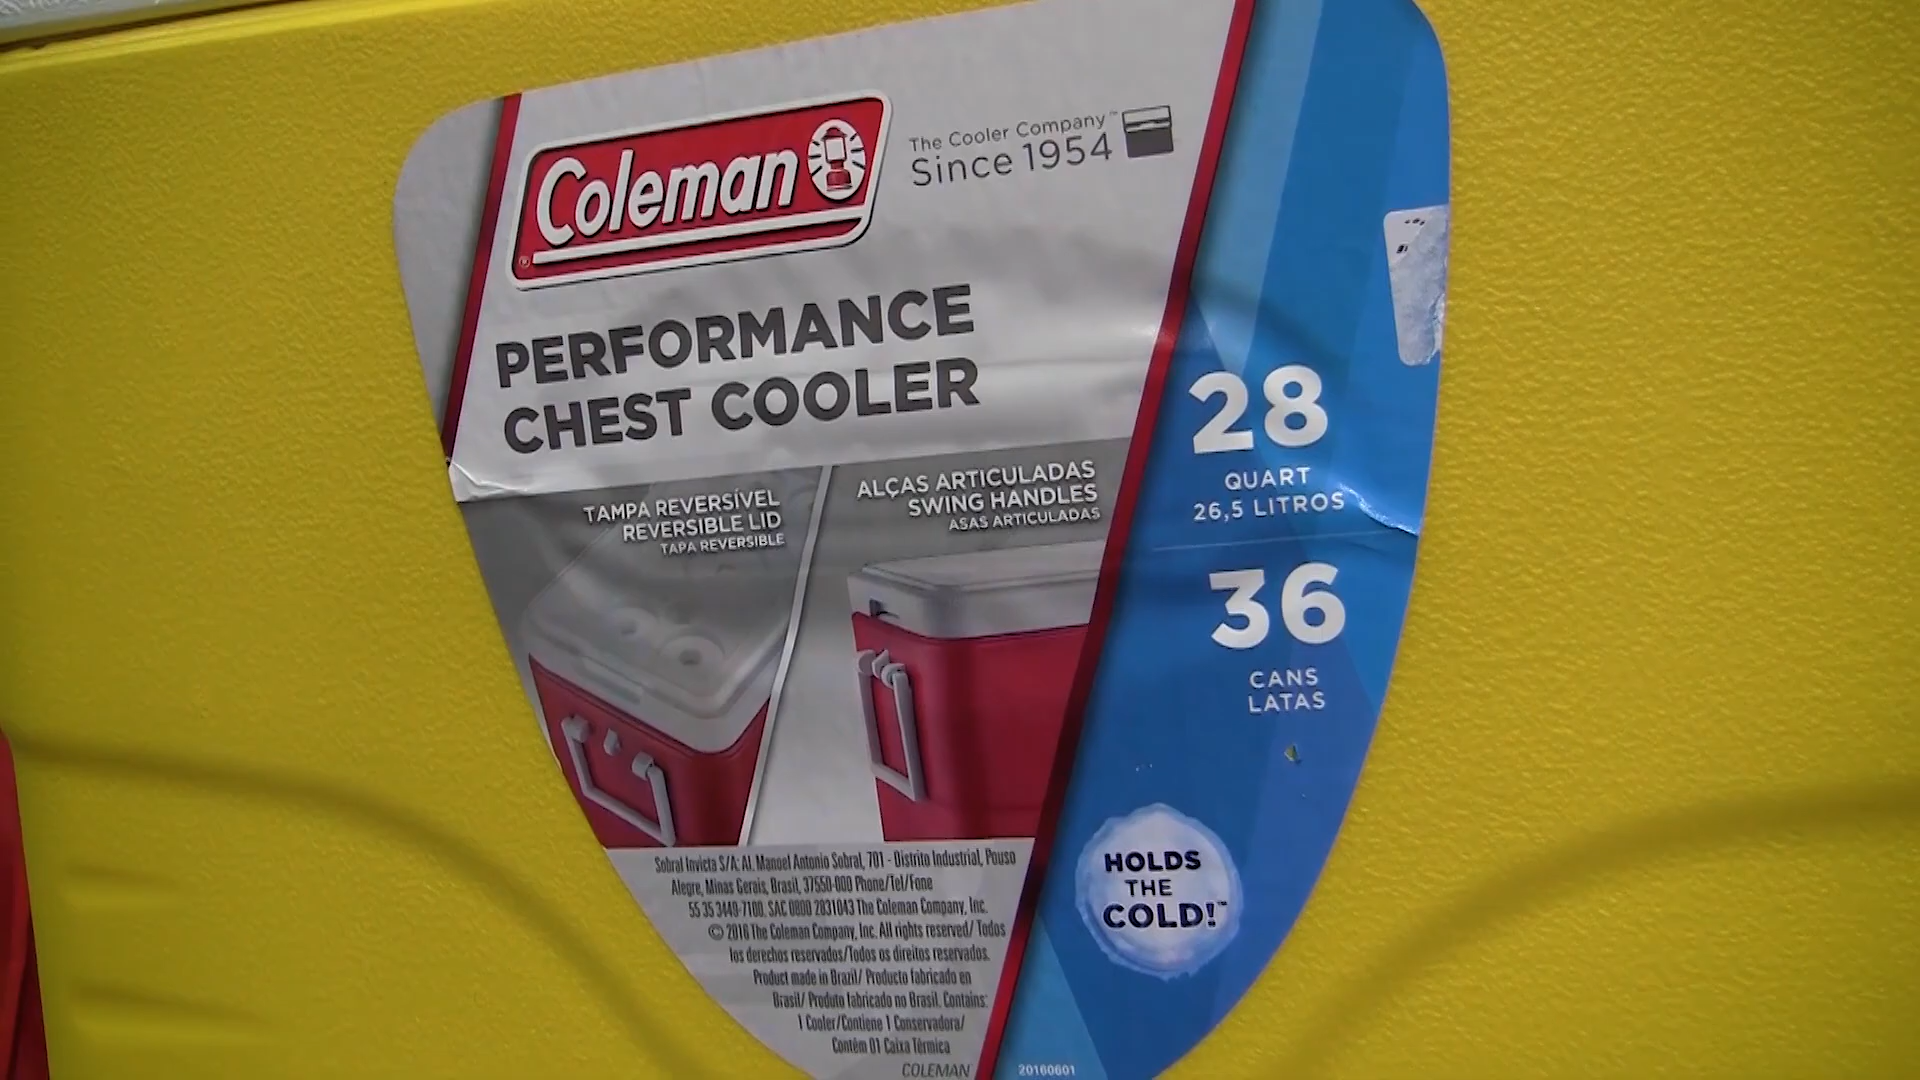 Coleman
The Cooler Company™
Since 1954
PERFORMANCE
CHEST COOLER
TAMPA REVERSÍVEL
REVERSIBLE LID
TAPA REVERSIBLE
ALÇAS ARTICULADAS
SWING HANDLES
ASAS ARTICULADAS
28
QUART
26,5 LITROS
36
CANS
LATAS
HOLDS
THE
COLD!™
Sobral Invicta S/A: Al. Manoel Antonio Sobral, 701 - Distrito Industrial, Pouso
Alegre, Minas Gerais, Brasil, 37550-000 Phone/Tel/Fone
55 35 3449-7100. SAC 0800 2831043 The Coleman Company, Inc.
© 2016 The Coleman Company, Inc. All rights reserved/ Todos
los derechos reservados/Todos os direitos reservados.
Product made in Brazil/ Producto fabricado en
Brasil/ Produto fabricado no Brasil. Contains:
1 Cooler/Contiene 1 Conservadora/
Contém 01 Caixa Térmica
COLEMAN
20160601